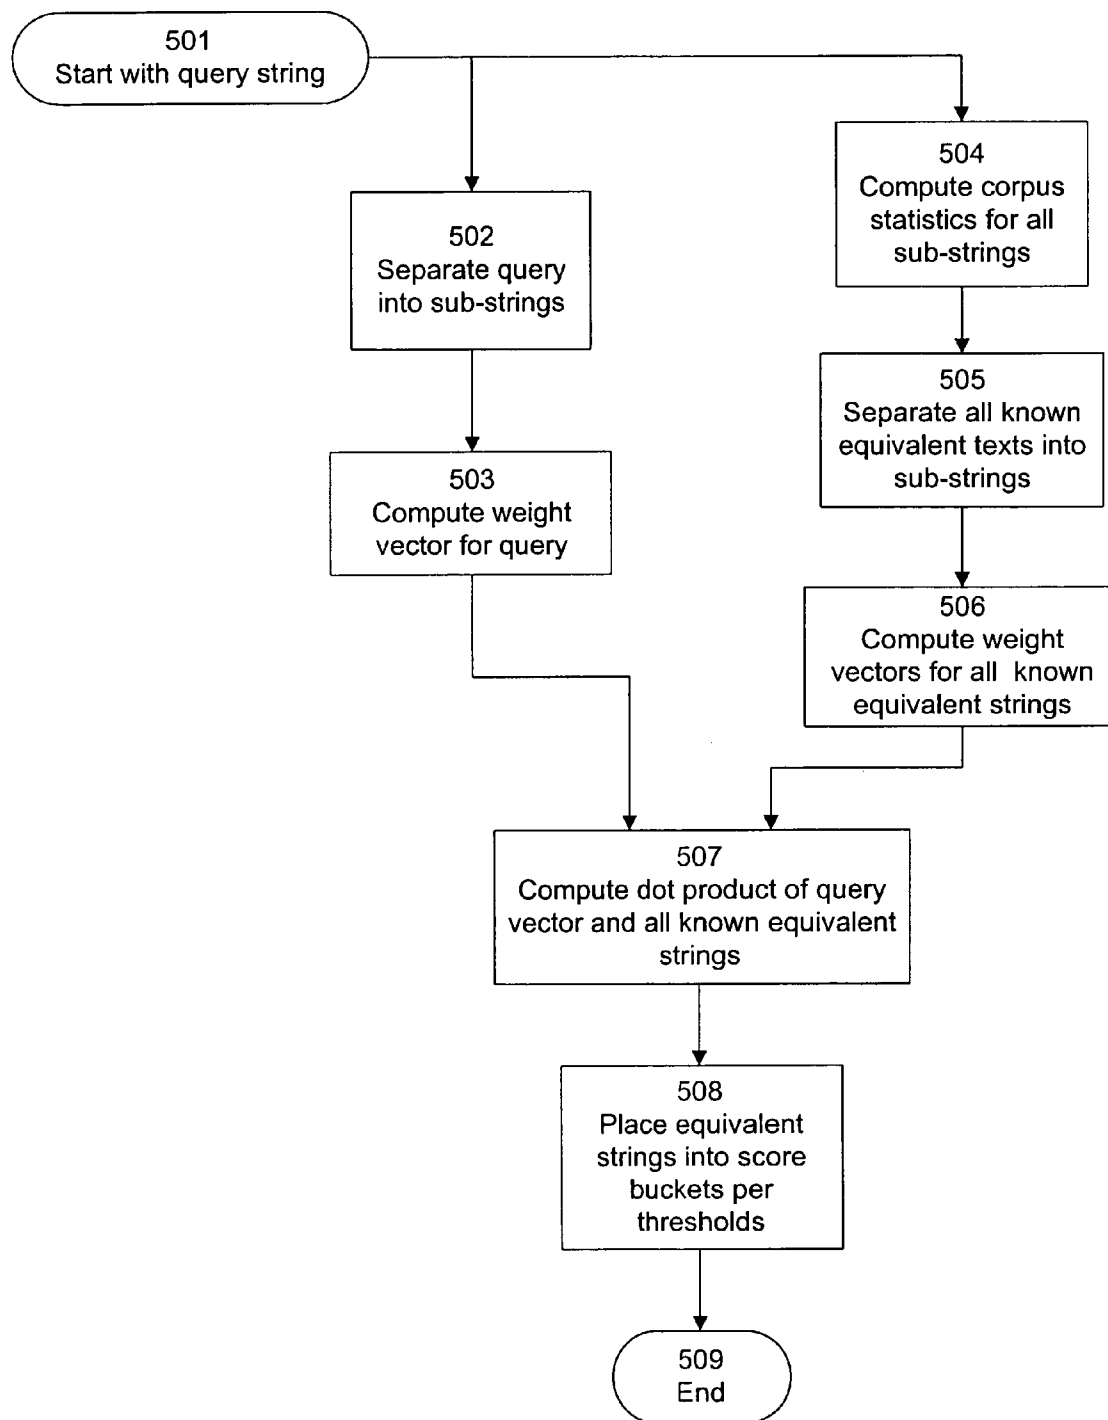 501
Start with query string
502
Separate query
into sub-strings
503
Compute weight
vector for query
504
Compute corpus
statistics for all
sub-strings
505
Separate all known
equivalent texts into
sub-strings
506
Compute weight
vectors for all known
equivalent strings
507
Compute dot product of query
vector and all known equivalent
strings
508
Place equivalent
strings into score
buckets per
thresholds
509
End